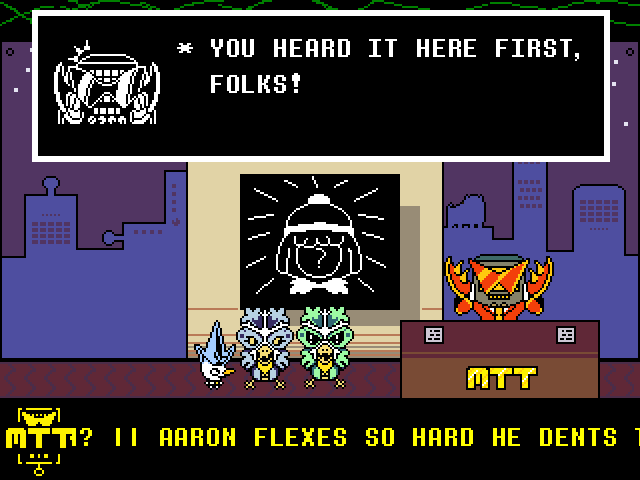 * YOU HEARD IT HERE FIRST,
FOLKS!
?
MTT
MTT? || AARON FLEXES SO HARD HE DENTS T